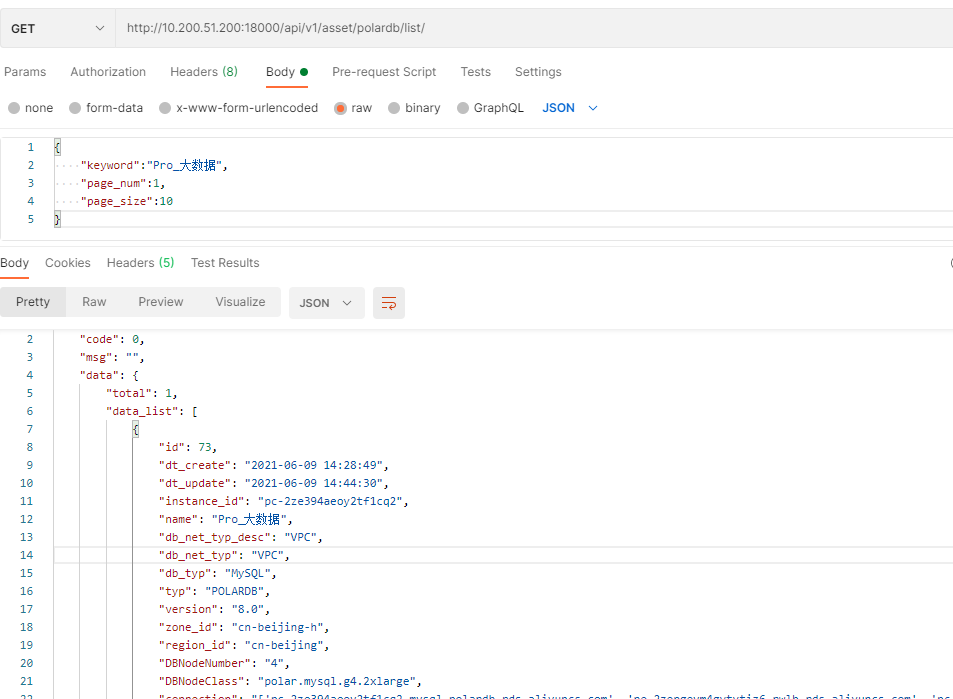 GET http://10.200.51.200:18000/api/v1/asset/polardb/list/
Params Authorization Headers (8) Body Pre-request Script Tests Settings
none form-data x-www-form-urlencoded raw binary GraphQL JSON
1 {
2 "keyword":"Pro_大数据",
3 "page_num":1,
4 "page_size":10
5 }
Body Cookies Headers (5) Test Results
Pretty Raw Preview Visualize JSON
2 "code": 0,
3 "msg": "",
4 "data": {
5 "total": 1,
6 "data_list": [
7 {
8 "id": 73,
9 "dt_create": "2021-06-09 14:28:49",
10 "dt_update": "2021-06-09 14:44:30",
11 "instance_id": "pc-2ze394aeoy2tf1cq2",
12 "name": "Pro_大数据",
13 "db_net_typ_desc": "VPC",
14 "db_net_typ": "VPC",
15 "db_typ": "MySQL",
16 "typ": "POLARDB",
17 "version": "8.0",
18 "zone_id": "cn-beijing-h",
19 "region_id": "cn-beijing",
20 "DBNodeNumber": "4",
21 "DBNodeClass": "polar.mysql.g4.2xlarge",